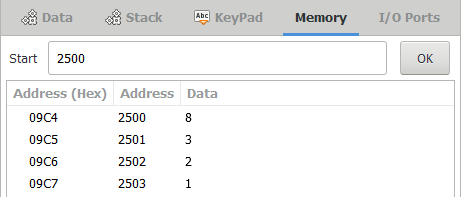 Data Stack Abc KeyPad Memory I/O Ports
Start 2500 OK
Address (Hex) Address Data
09C4 2500 8
09C5 2501 3
09C6 2502 2
09C7 2503 1